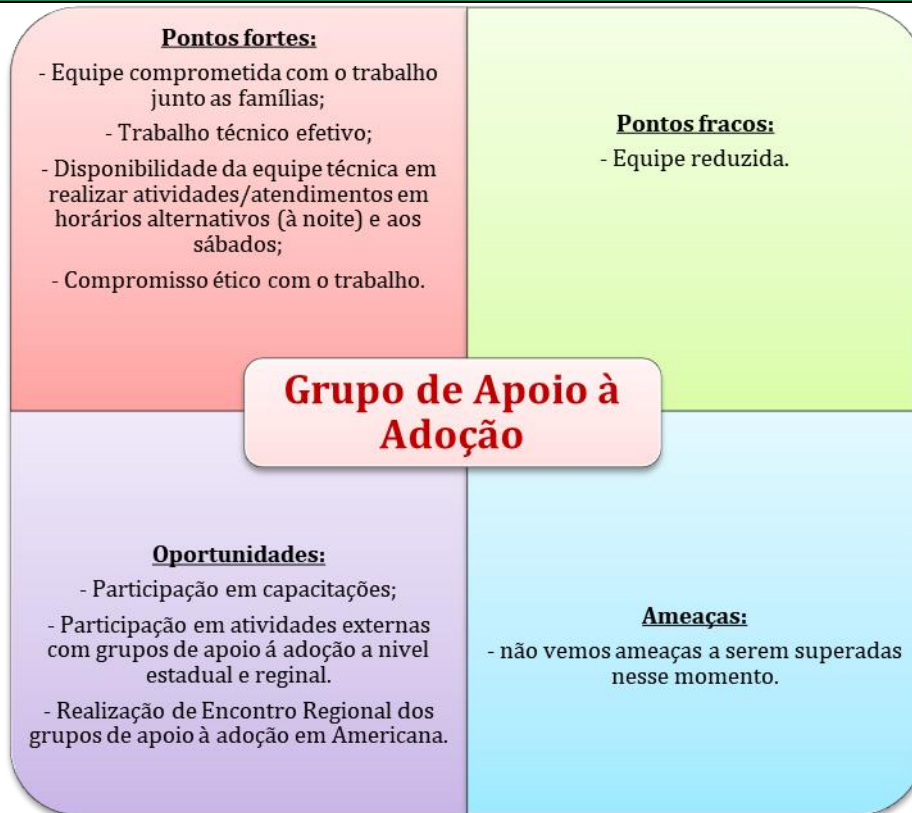 Pontos fortes:
- Equipe comprometida com o trabalho
junto as famílias;
- Trabalho técnico efetivo;
- Disponibilidade da equipe técnica em
realizar atividades/atendimentos em
horários alternativos (à noite) e aos
sábados;
- Compromisso ético com o trabalho.
Pontos fracos:
- Equipe reduzida.
Grupo de Apoio à
Adoção
Oportunidades:
- Participação em capacitações;
- Participação em atividades externas
com grupos de apoio á adoção a nivel
estadual e reginal.
- Realização de Encontro Regional dos
grupos de apoio à adoção em Americana.
Ameaças:
- não vemos ameaças a serem superadas
nesse momento.